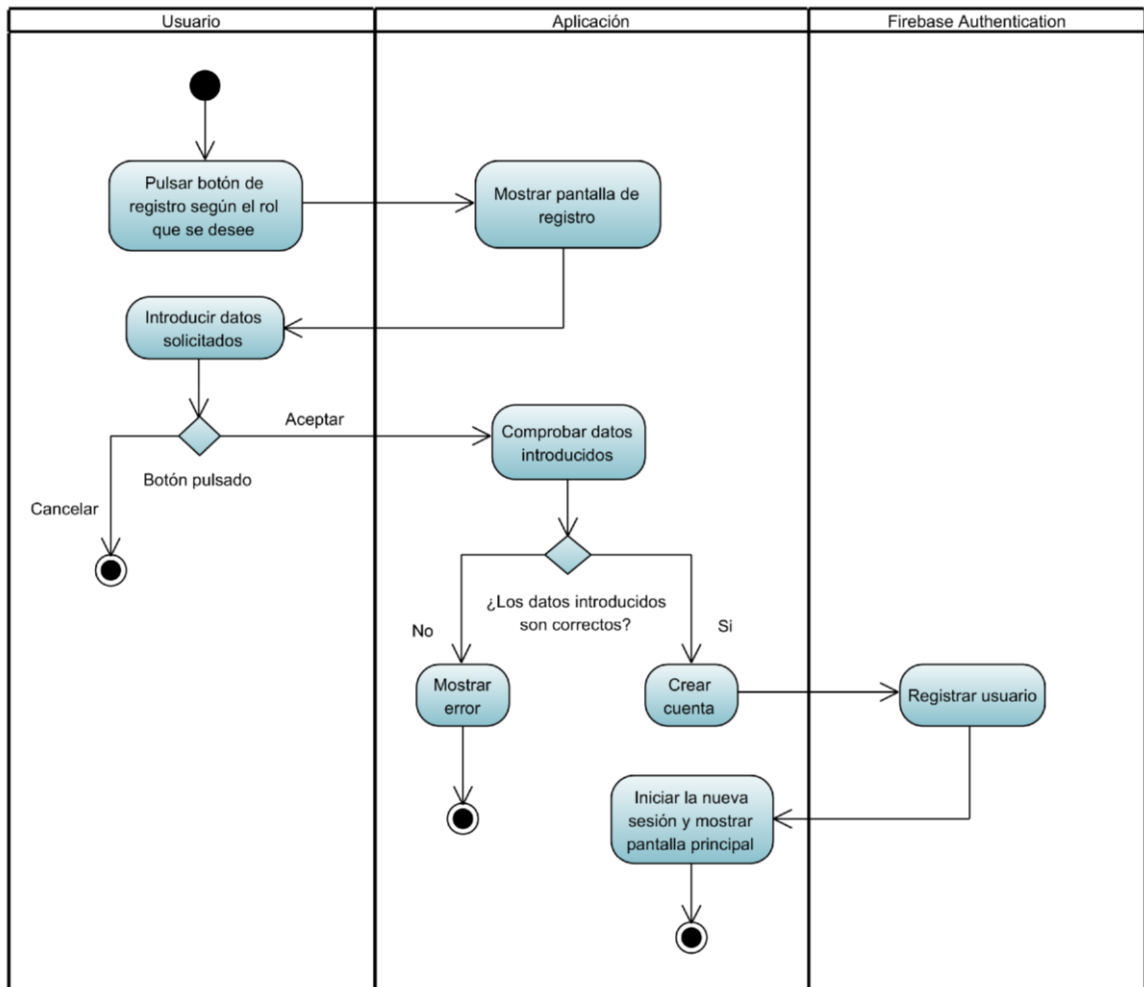 Usuario
Aplicación
Firebase Authentication
Pulsar botón de
registro según el rol
que se desee
Mostrar pantalla de
registro
Introducir datos
solicitados
Aceptar
Comprobar datos
introducidos
Botón pulsado
Cancelar
¿Los datos introducidos
son correctos?
No
Si
Mostrar
error
Crear
cuenta
Registrar usuario
Iniciar la nueva
sesión y mostrar
pantalla principal